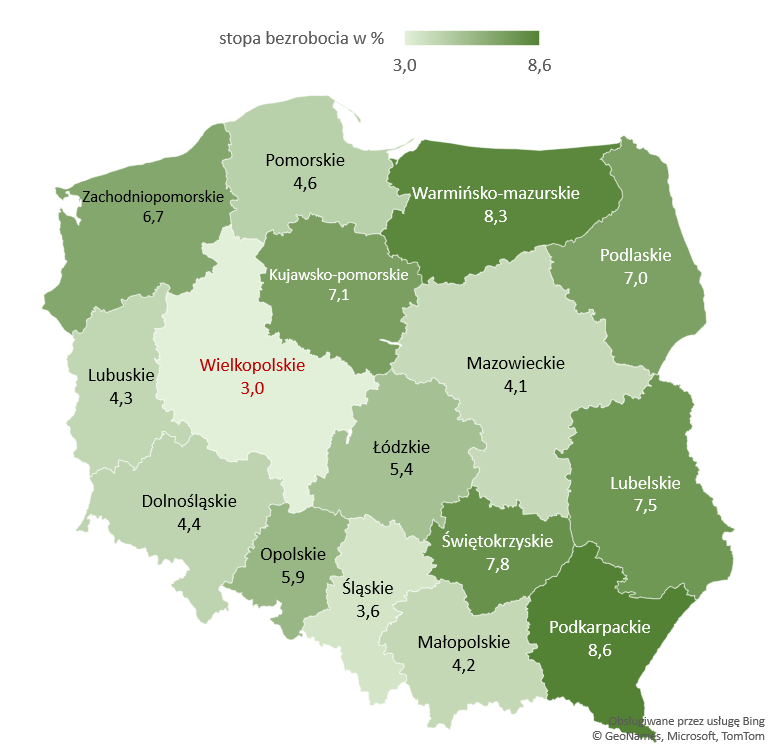 stopa bezrobocia w %
3,0 8,6
Pomorskie
4,6
Zachodniopomorskie
6,7
Warmińsko-mazurskie
8,3
Podlaskie
7,0
Kujawsko-pomorskie
7,1
Wielkopolskie
3,0
Mazowieckie
4,1
Lubuskie
4,3
Łódzkie
5,4
Lubelskie
7,5
Dolnośląskie
4,4
Świętokrzyskie
7,8
Opolskie
5,9
Śląskie
3,6
Podkarpackie
8,6
Małopolskie
4,2
Obsługiwane przez usługę Bing
© GeoNames, Microsoft, TomTom